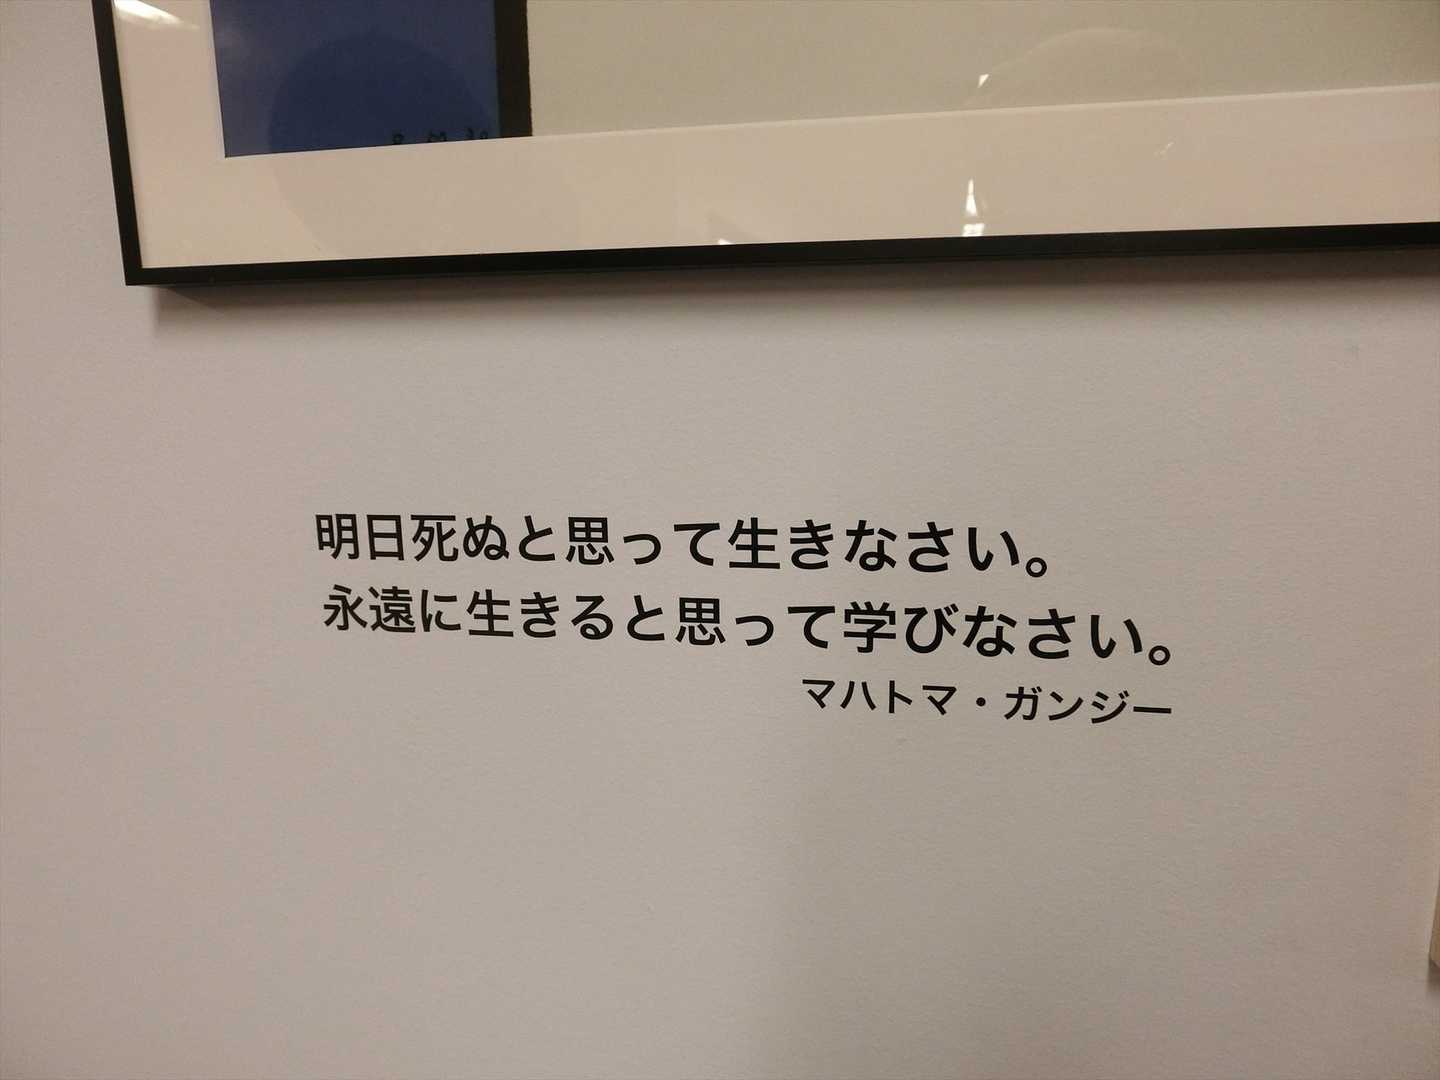 明日死ぬと思って生きなさい。
永遠に生きると思って学びなさい。
マハトマ・ガンジー